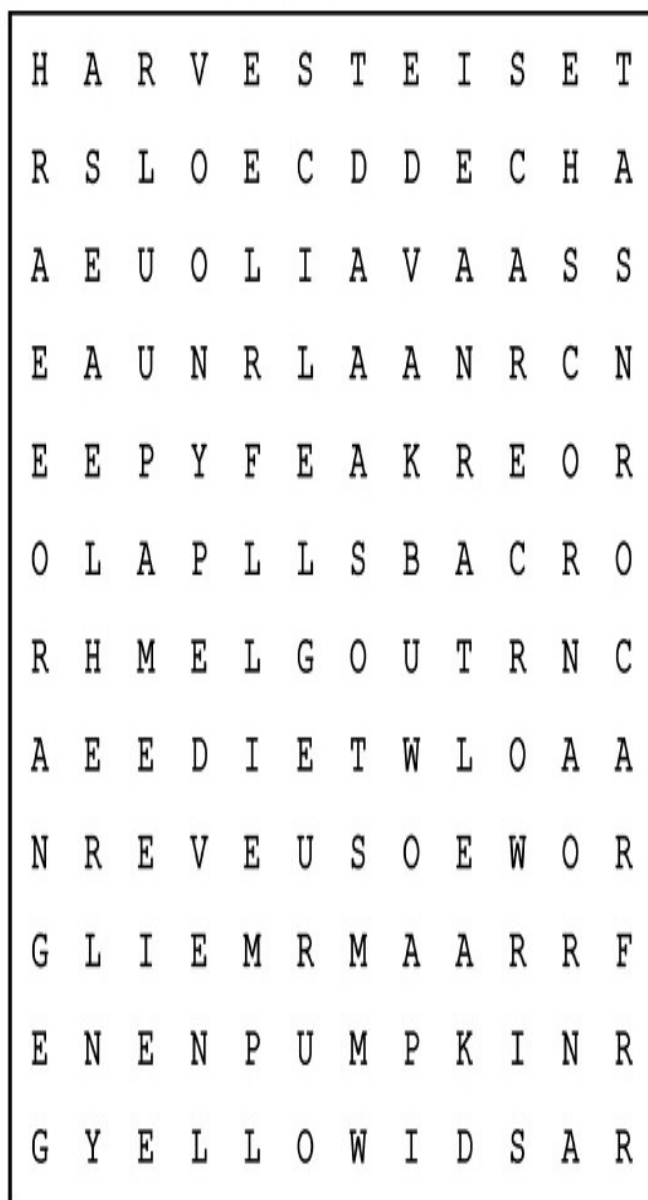 H A R V E S T E I S E T
R S L O E C D D E C H A
A E U O L I A V A A S S
E A U N R L A A N R C N
E E P Y F E A K R E O R
O L A P L L S B A C R O
R H M E L G O U T R N C
A E E D I E T W L O A A
N R E V E U S O E W O R
G L I E M R M A A R R F
E N E N P U M P K I N R
G Y E L L O W I D S A R